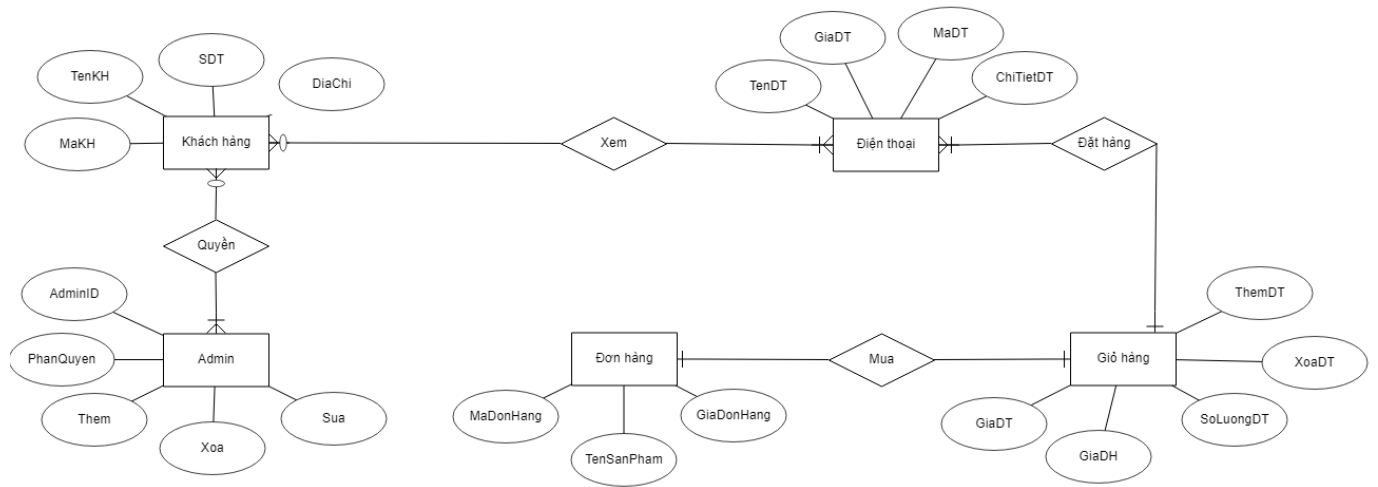 GiaDT
MaDT
TenKH
SDT
DiaChi
TenDT
ChiTietDT
MaKH
Khách hàng
Xem
Điện thoại
Đặt hàng
Quyền
AdminID
ThemDT
PhanQuyen
Admin
Đơn hàng
Mua
Giỏ hàng
XoaDT
Them
Sua
MaDonHang
GiaDonHang
GiaDT
SoLuongDT
Xoa
TenSanPham
GiaDH